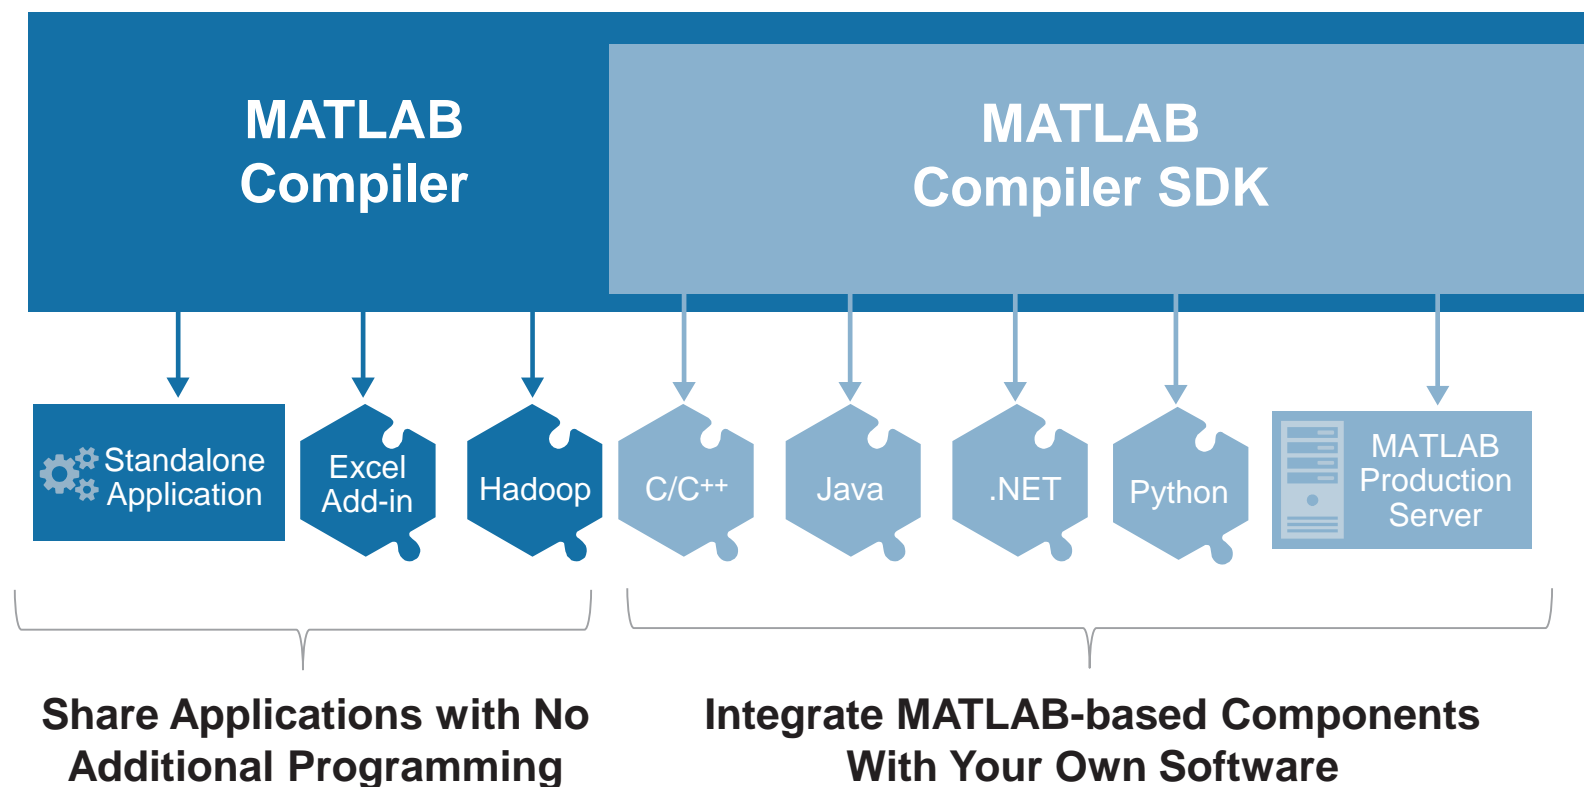 MATLAB
Compiler
MATLAB
Compiler SDK
Standalone
Application
Excel
Add-in
Hadoop
C/C++
Java
.NET
Python
MATLAB
Production
Server
Share Applications with No
Additional Programming
Integrate MATLAB-based Components
With Your Own Software